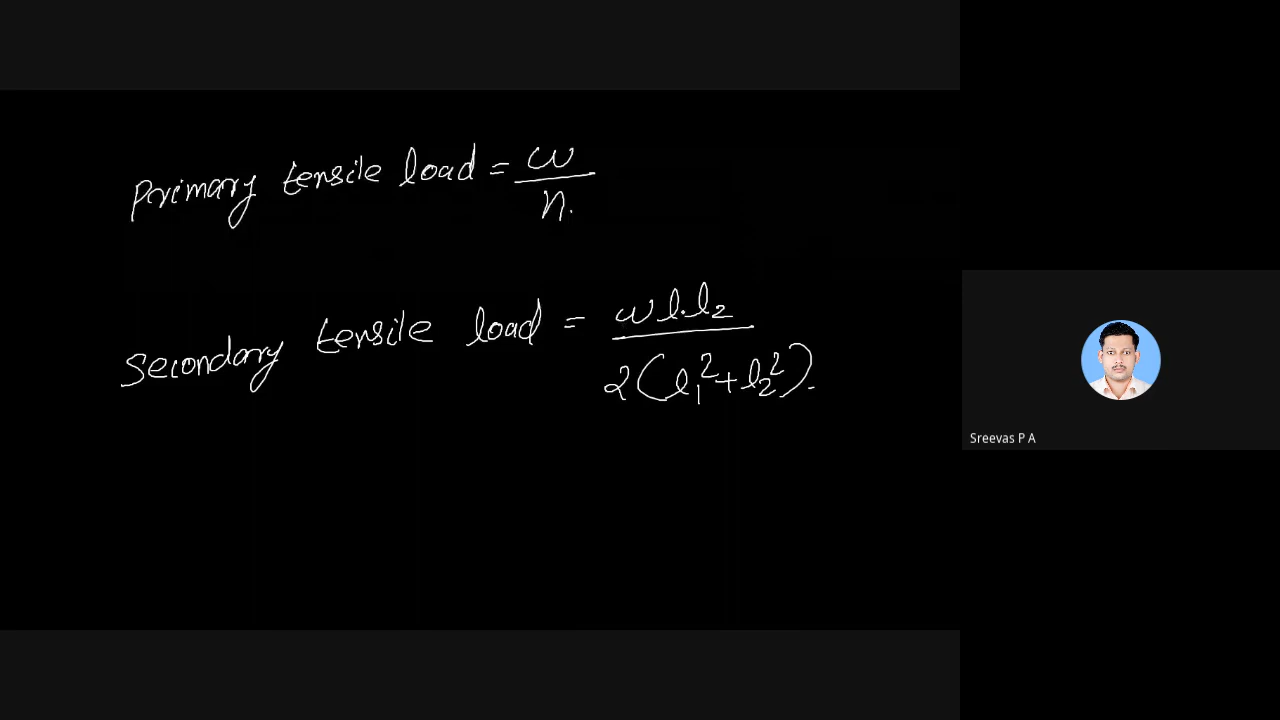 Primary tensile load = w/n.
Secondary tensile load = w l.l₂ / 2(l₁² + l₂²).
Sreevas P A